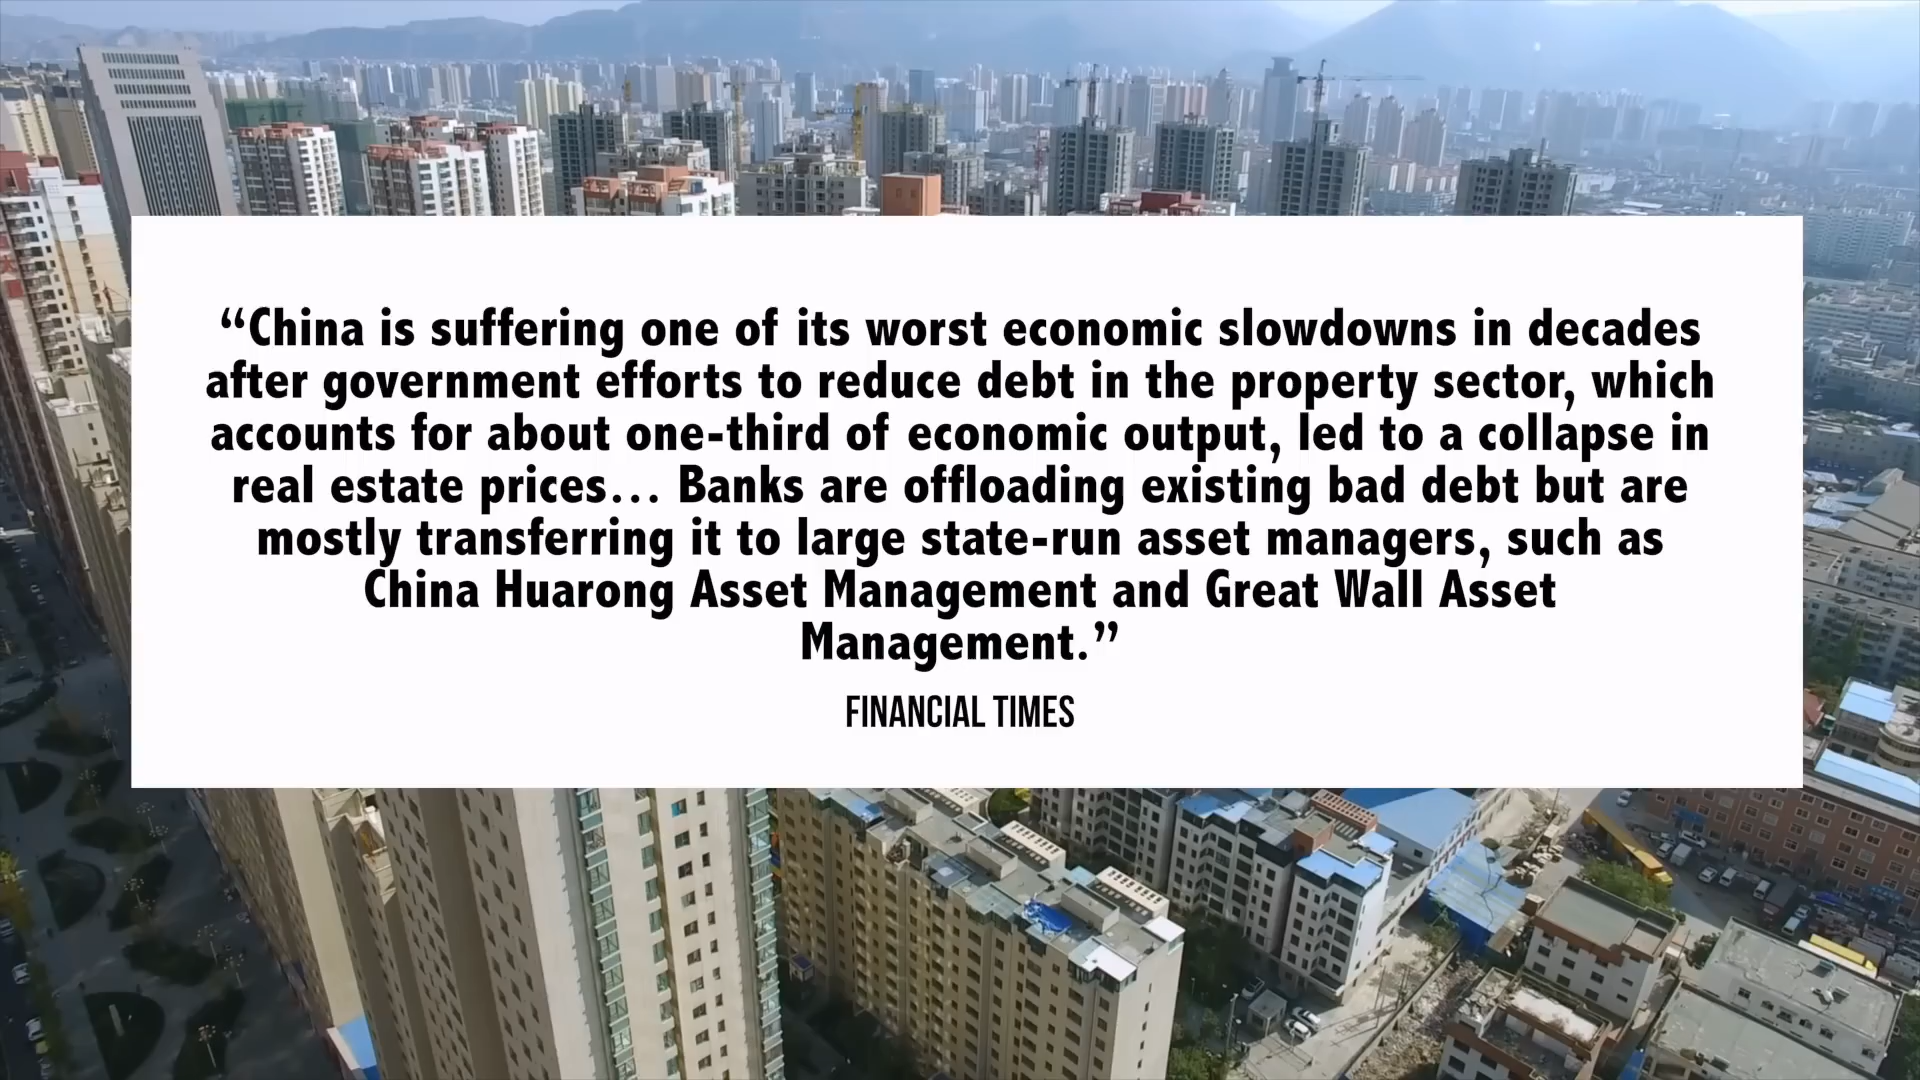 “China is suffering one of its worst economic slowdowns in decades
after government efforts to reduce debt in the property sector, which
accounts for about one-third of economic output, led to a collapse in
real estate prices… Banks are offloading existing bad debt but are
mostly transferring it to large state-run asset managers, such as
China Huarong Asset Management and Great Wall Asset
Management.”
FINANCIAL TIMES